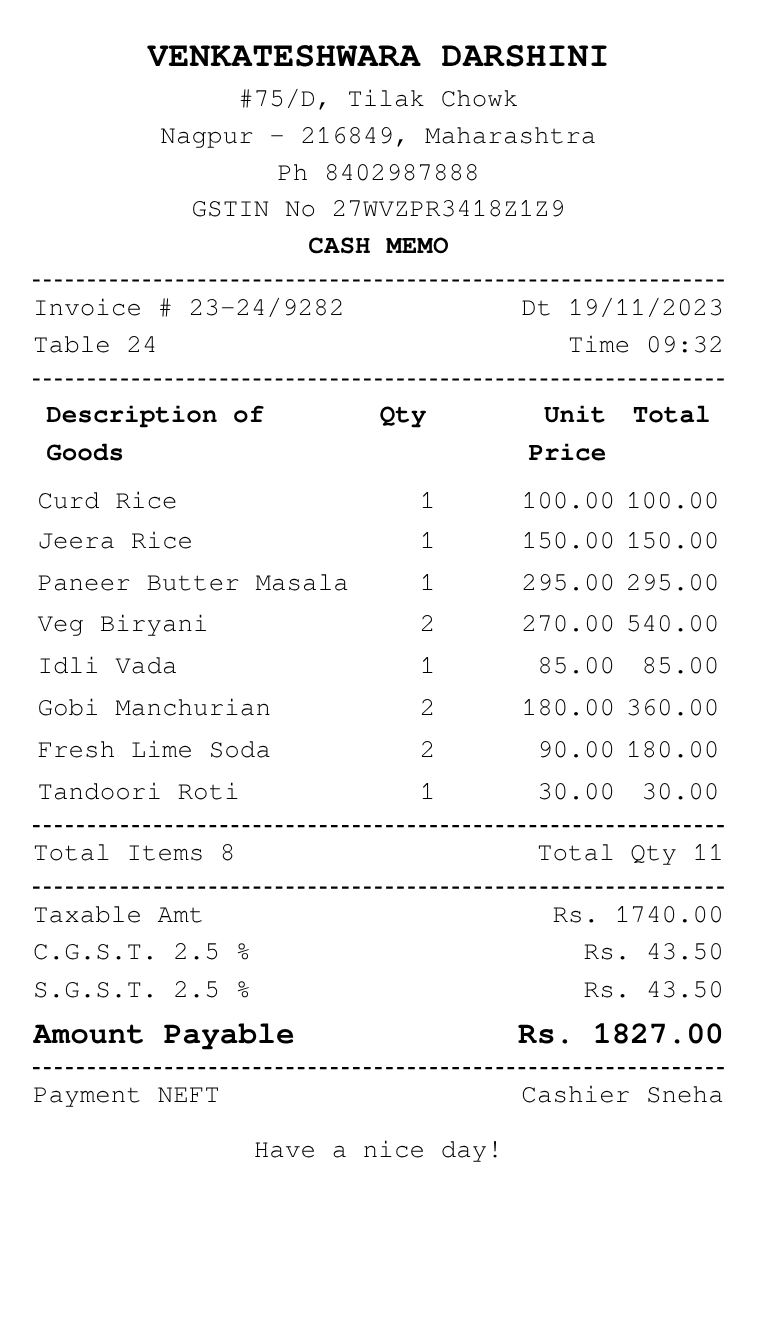 VENKATESHWARA DARSHINI
#75/D, Tilak Chowk
Nagpur - 216849, Maharashtra
Ph 8402987888
GSTIN No 27WVZPR3418Z1Z9
CASH MEMO
Invoice # 23-24/9282 Dt 19/11/2023
Table 24 Time 09:32
Description of Qty Unit Total
Goods Price
Curd Rice 1 100.00 100.00
Jeera Rice 1 150.00 150.00
Paneer Butter Masala 1 295.00 295.00
Veg Biryani 2 270.00 540.00
Idli Vada 1 85.00 85.00
Gobi Manchurian 2 180.00 360.00
Fresh Lime Soda 2 90.00 180.00
Tandoori Roti 1 30.00 30.00
Total Items 8 Total Qty 11
Taxable Amt Rs. 1740.00
C.G.S.T. 2.5 % Rs. 43.50
S.G.S.T. 2.5 % Rs. 43.50
Amount Payable Rs. 1827.00
Payment NEFT Cashier Sneha
Have a nice day!